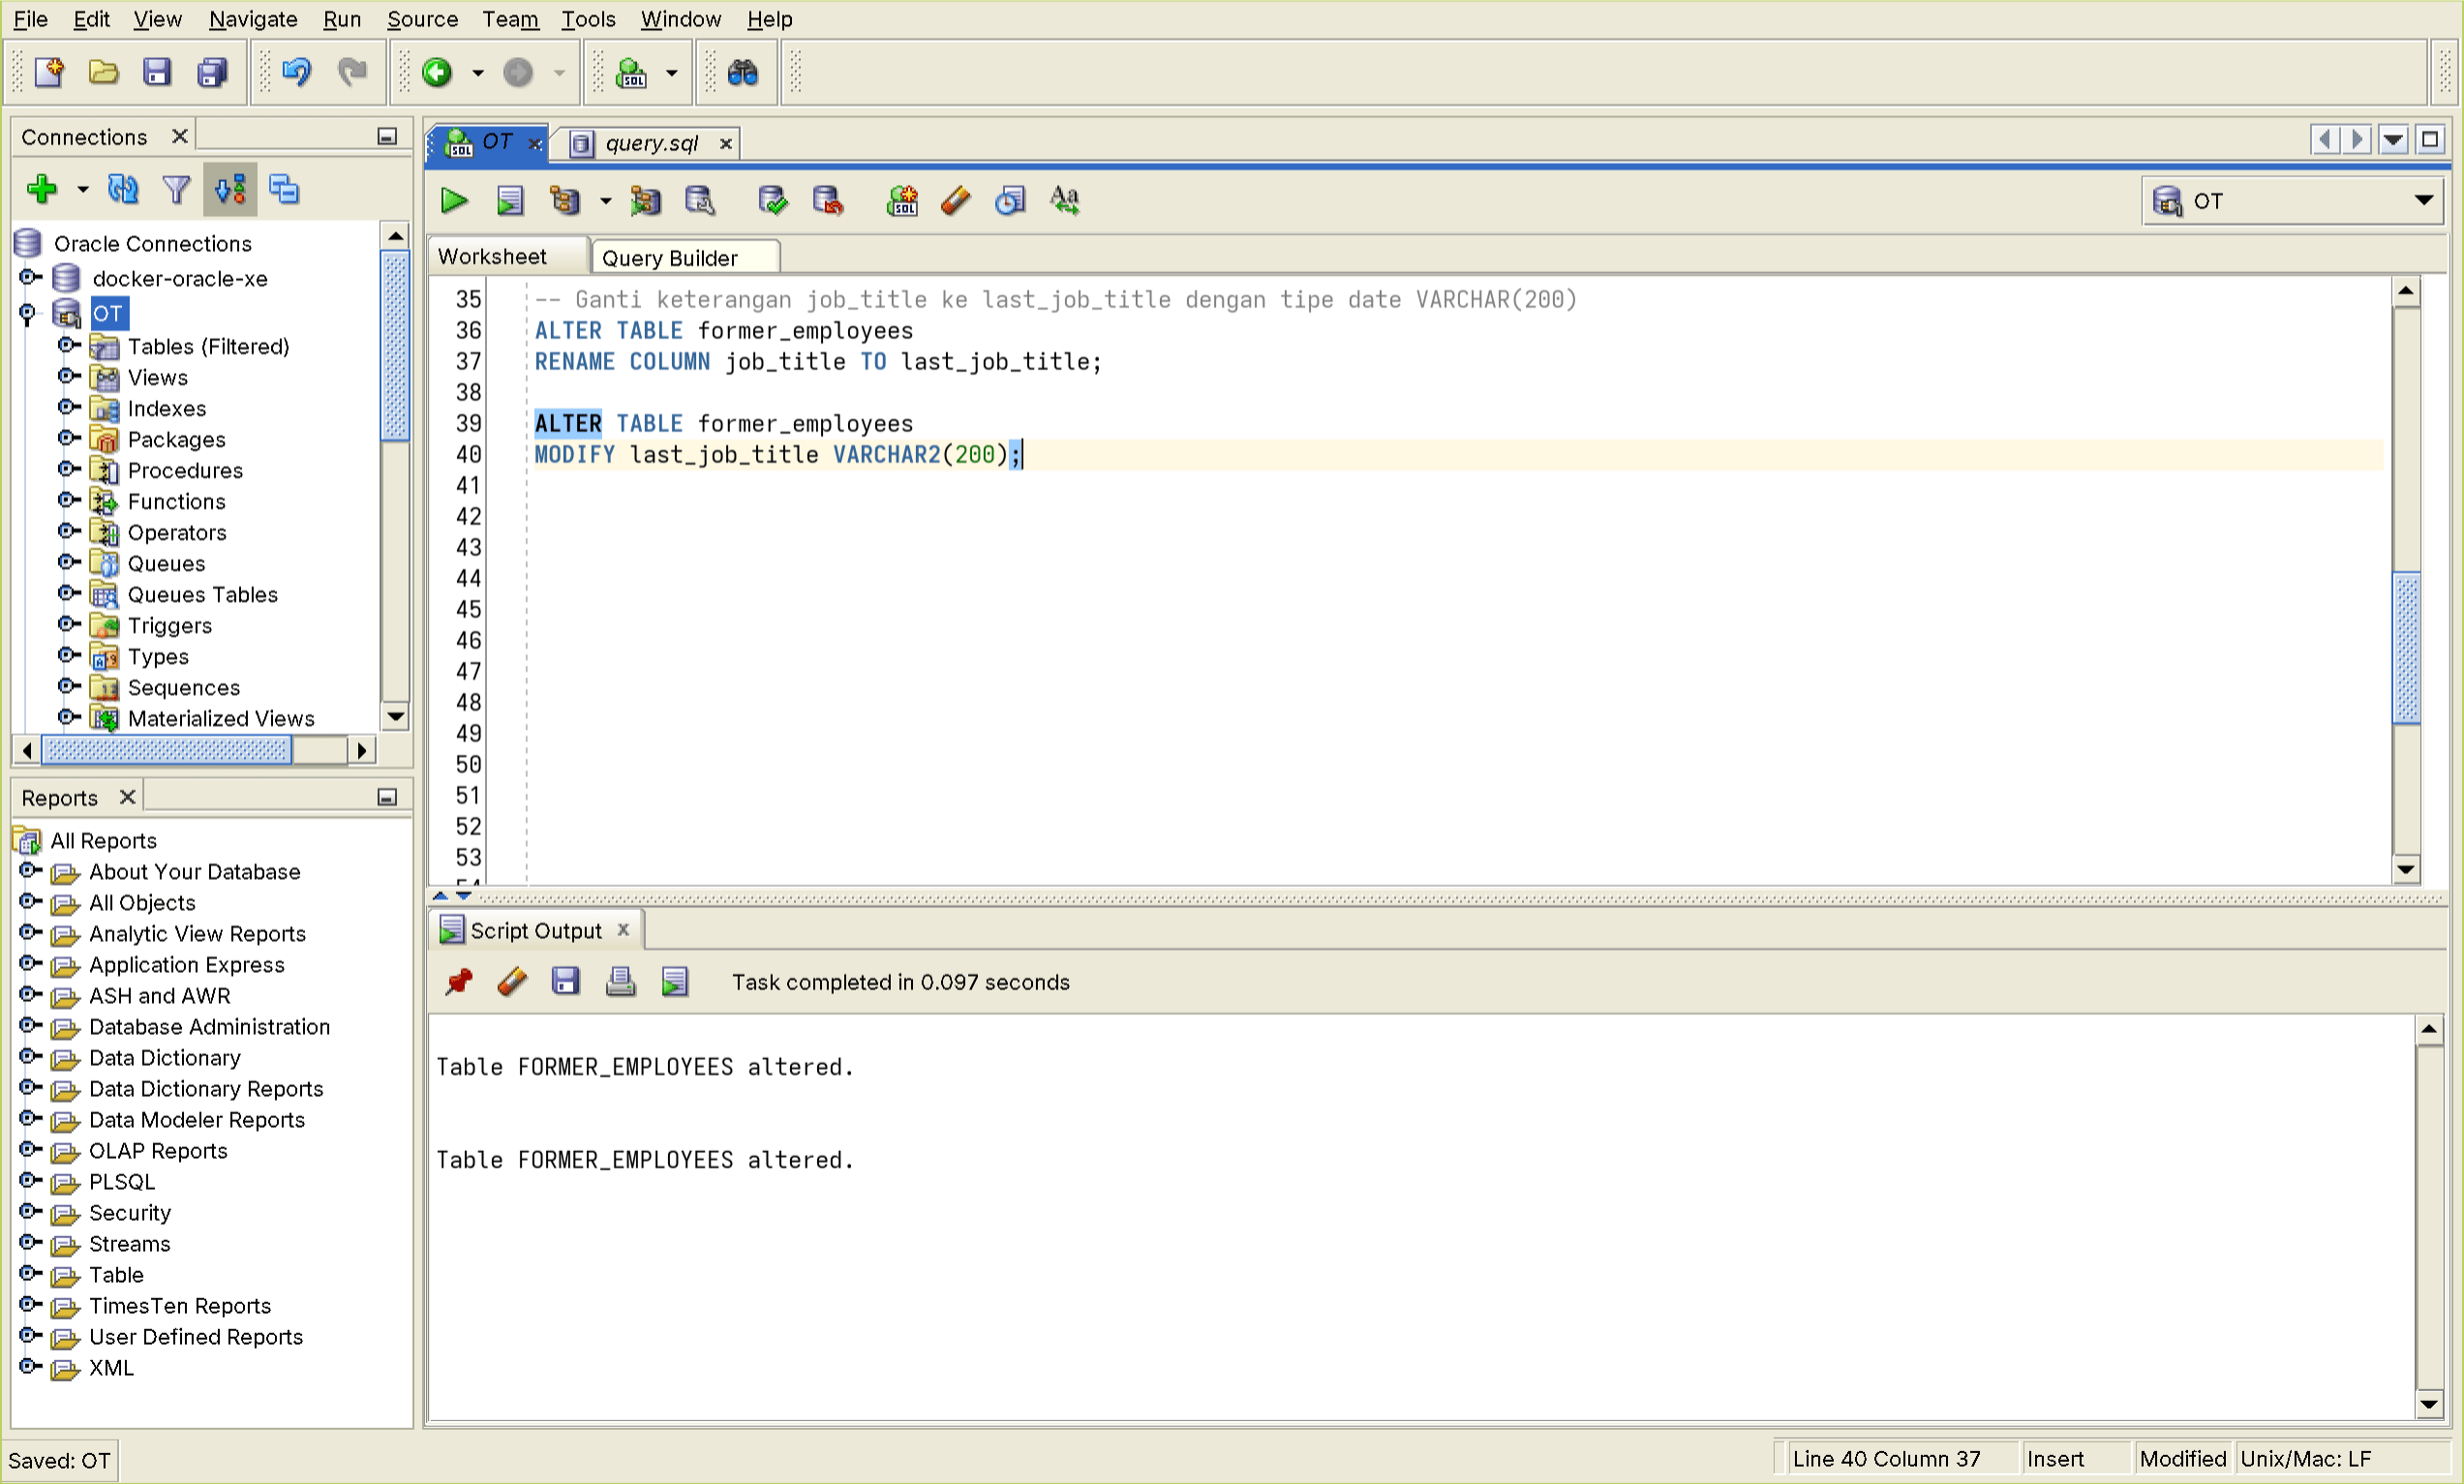 File Edit View Navigate Run Source Team Tools Window Help
Connections
Oracle Connections
docker-oracle-xe
OT
Tables (Filtered)
Views
Indexes
Packages
Procedures
Functions
Operators
Queues
Queues Tables
Triggers
Types
Sequences
Materialized Views
Reports
All Reports
About Your Database
All Objects
Analytic View Reports
Application Express
ASH and AWR
Database Administration
Data Dictionary
Data Dictionary Reports
Data Modeler Reports
OLAP Reports
PLSQL
Security
Streams
Table
TimesTen Reports
User Defined Reports
XML
OT query.sql
OT
Worksheet Query Builder
35 -- Ganti keterangan job_title ke last_job_title dengan tipe date VARCHAR(200)
36 ALTER TABLE former_employees
37 RENAME COLUMN job_title TO last_job_title;
38
39 ALTER TABLE former_employees
40 MODIFY last_job_title VARCHAR2(200);
41
42
43
44
45
46
47
48
49
50
51
52
53
Script Output
Task completed in 0.097 seconds
Table FORMER_EMPLOYEES altered.
Table FORMER_EMPLOYEES altered.
Saved: OT Line 40 Column 37 Insert Modified Unix/Mac: LF